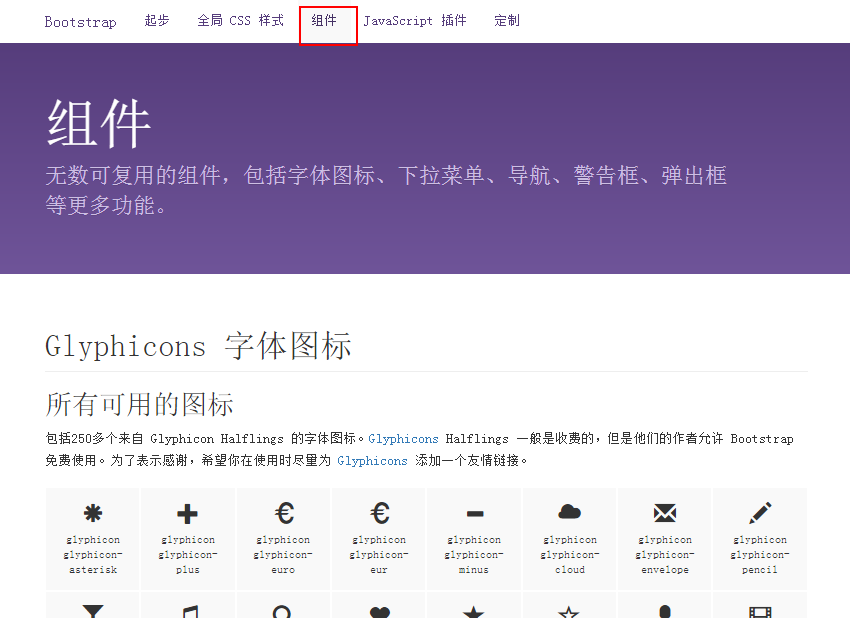 Bootstrap 起步 全局 CSS 样式 组件 JavaScript 插件 定制
组件
无数可复用的组件，包括字体图标、下拉菜单、导航、警告框、弹出框
等更多功能。
Glyphicons 字体图标
所有可用的图标
包括250多个来自 Glyphicon Halflings 的字体图标。Glyphicons Halflings 一般是收费的，但是他们的作者允许 Bootstrap
免费使用。为了表示感谢，希望你在使用时尽量为 Glyphicons 添加一个友情链接。
glyphicon glyphicon glyphicon glyphicon glyphicon glyphicon glyphicon glyphicon
glyphicon- glyphicon- glyphicon- glyphicon- glyphicon- glyphicon- glyphicon- glyphicon-
asterisk plus euro eur minus cloud envelope pencil